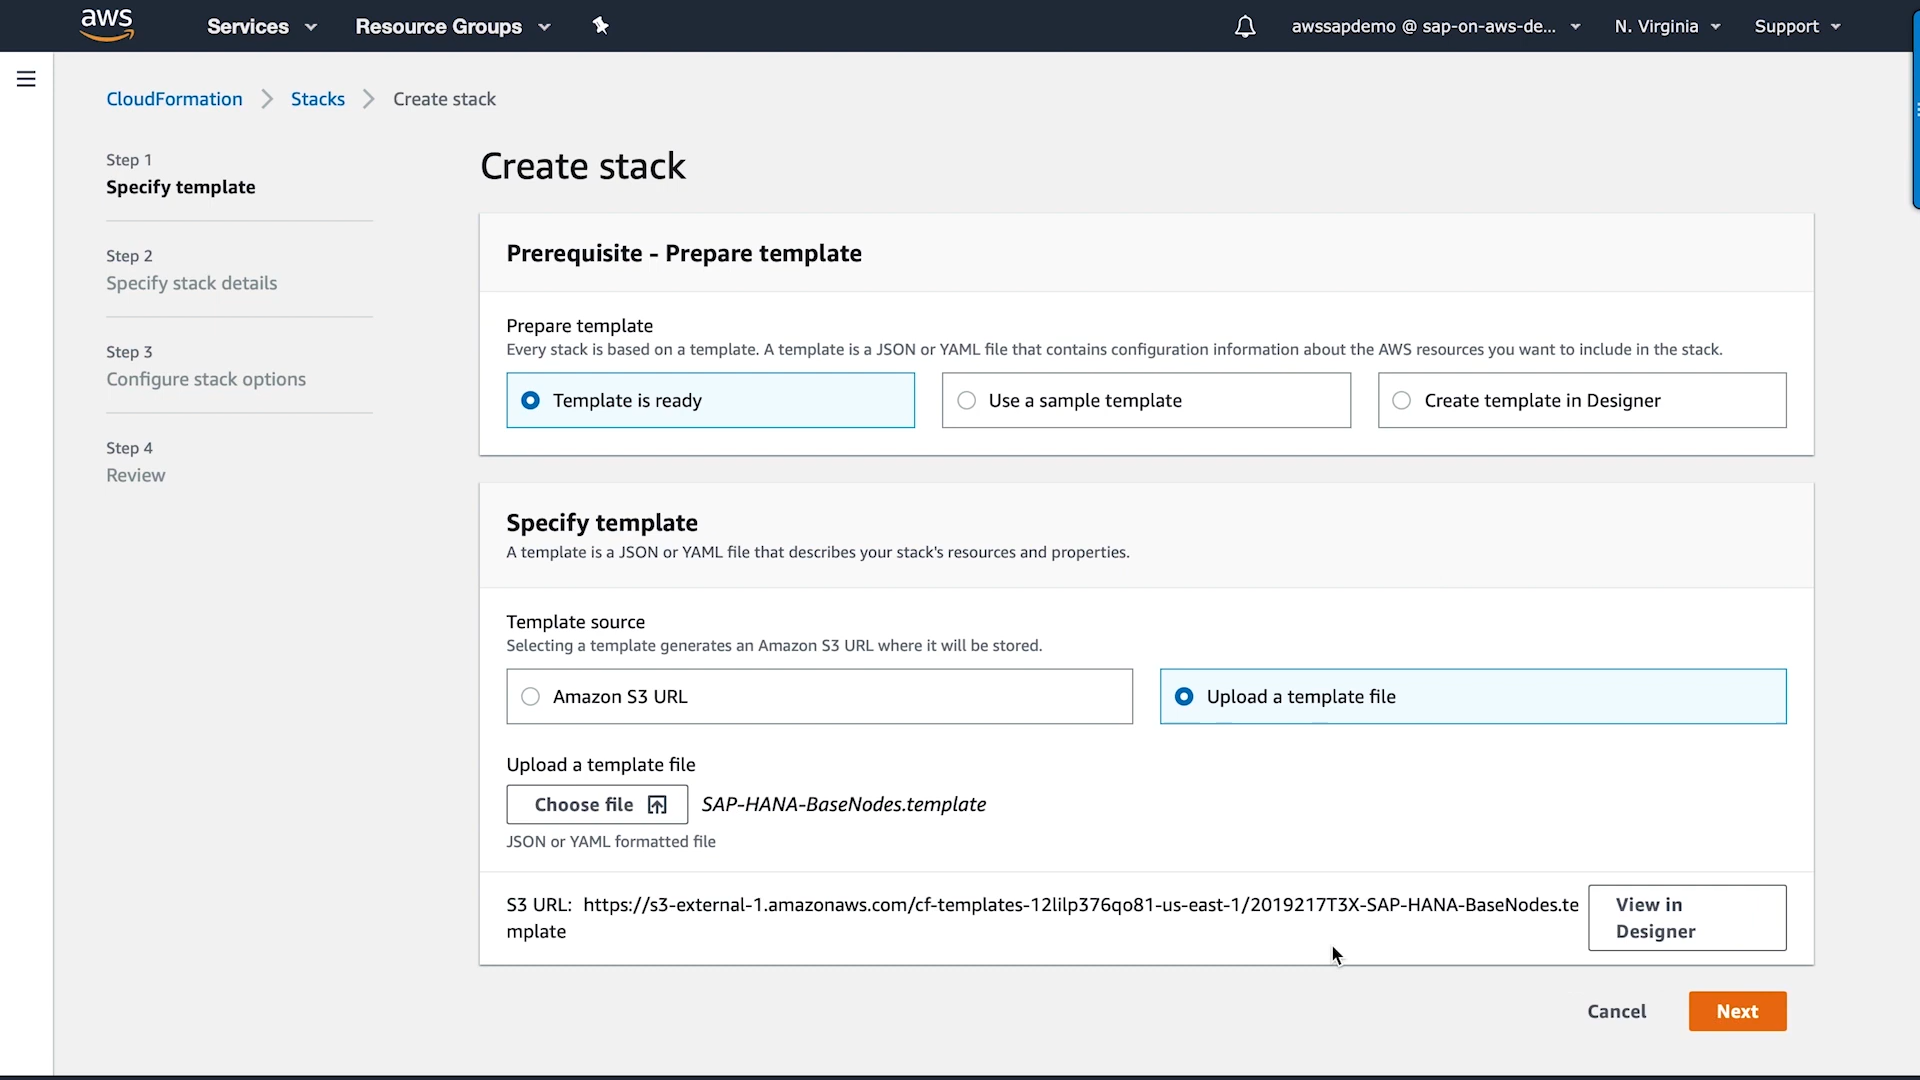 aws
Services
Resource Groups
awssapdemo @ sap-on-aws-de...
N. Virginia
Support
CloudFormation
Stacks
Create stack
Step 1
Specify template
Step 2
Specify stack details
Step 3
Configure stack options
Step 4
Review
Create stack
Prerequisite - Prepare template
Prepare template
Every stack is based on a template. A template is a JSON or YAML file that contains configuration information about the AWS resources you want to include in the stack.
Template is ready
Use a sample template
Create template in Designer
Specify template
A template is a JSON or YAML file that describes your stack's resources and properties.
Template source
Selecting a template generates an Amazon S3 URL where it will be stored.
Amazon S3 URL
Upload a template file
Upload a template file
Choose file
SAP-HANA-BaseNodes.template
JSON or YAML formatted file
S3 URL: https://s3-external-1.amazonaws.com/cf-templates-12lilp376qo81-us-east-1/2019217T3X-SAP-HANA-BaseNodes.te
mplate
View in
Designer
Cancel
Next